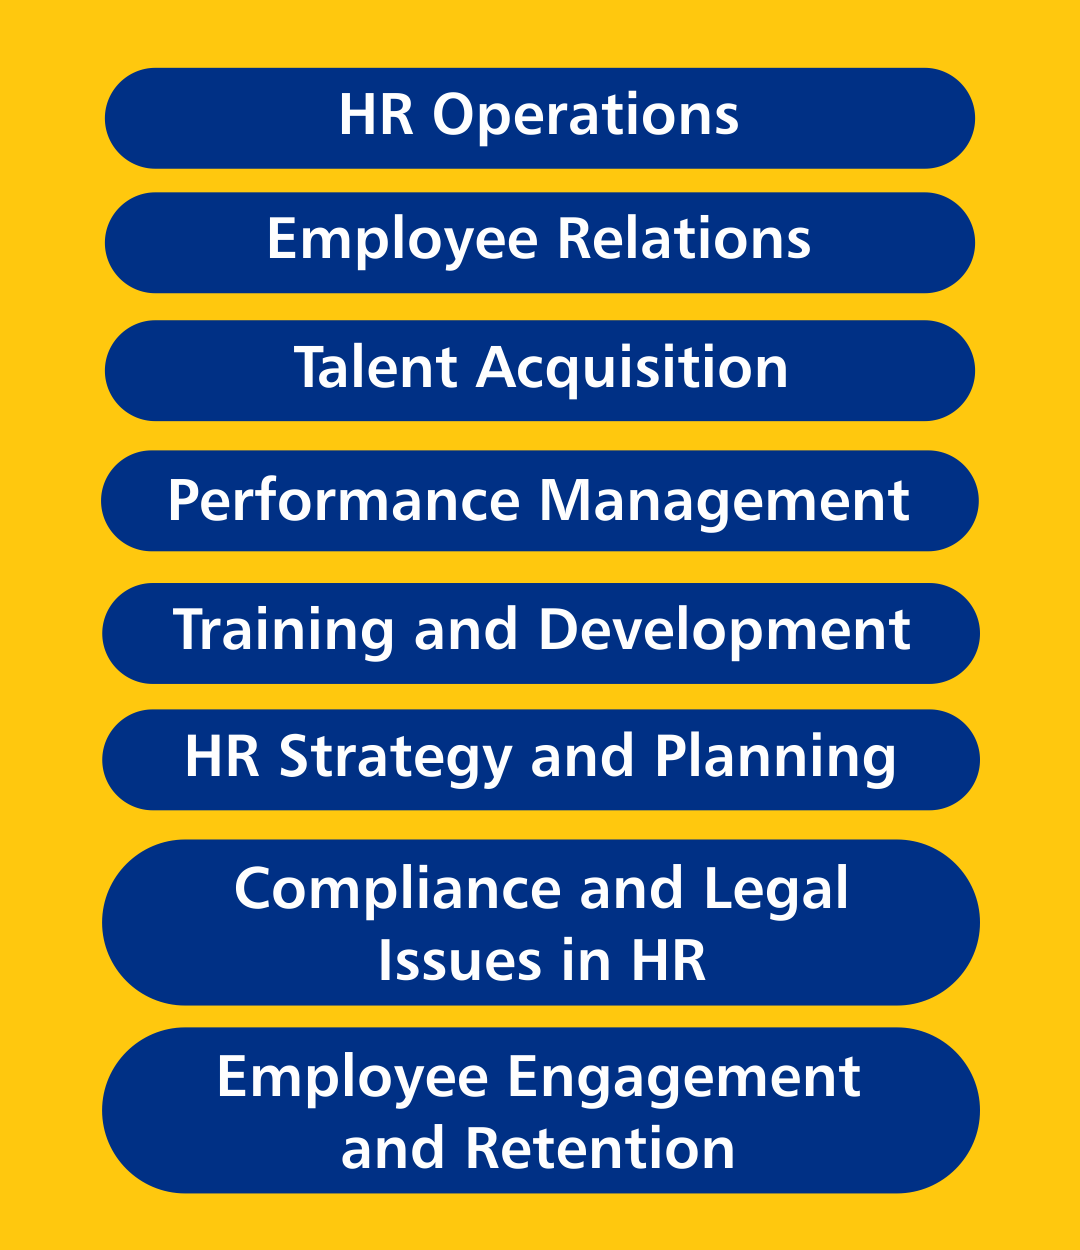 HR Operations
Employee Relations
Talent Acquisition
Performance Management
Training and Development
HR Strategy and Planning
Compliance and Legal
Issues in HR
Employee Engagement
and Retention